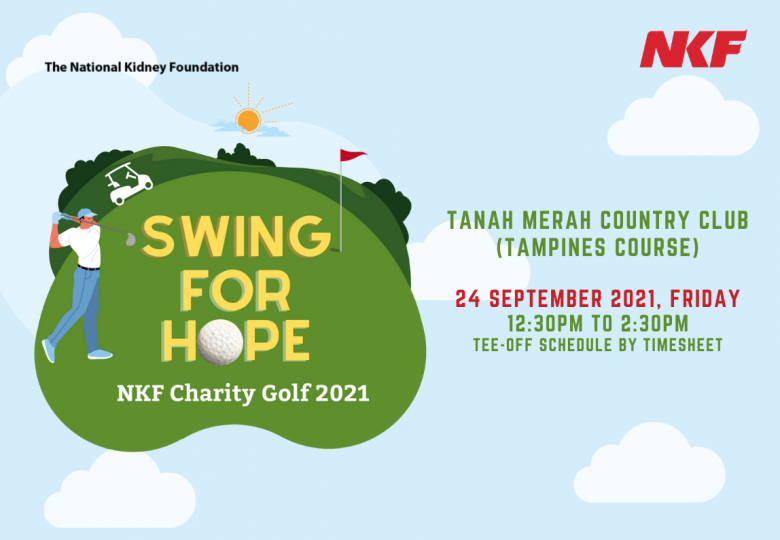 The National Kidney Foundation
NKF
SWING
FOR
HOPE
NKF Charity Golf 2021
TANAH MERAH COUNTRY CLUB
(TAMPINES COURSE)
24 SEPTEMBER 2021, FRIDAY
12:30PM TO 2:30PM
TEE-OFF SCHEDULE BY TIMESHEET